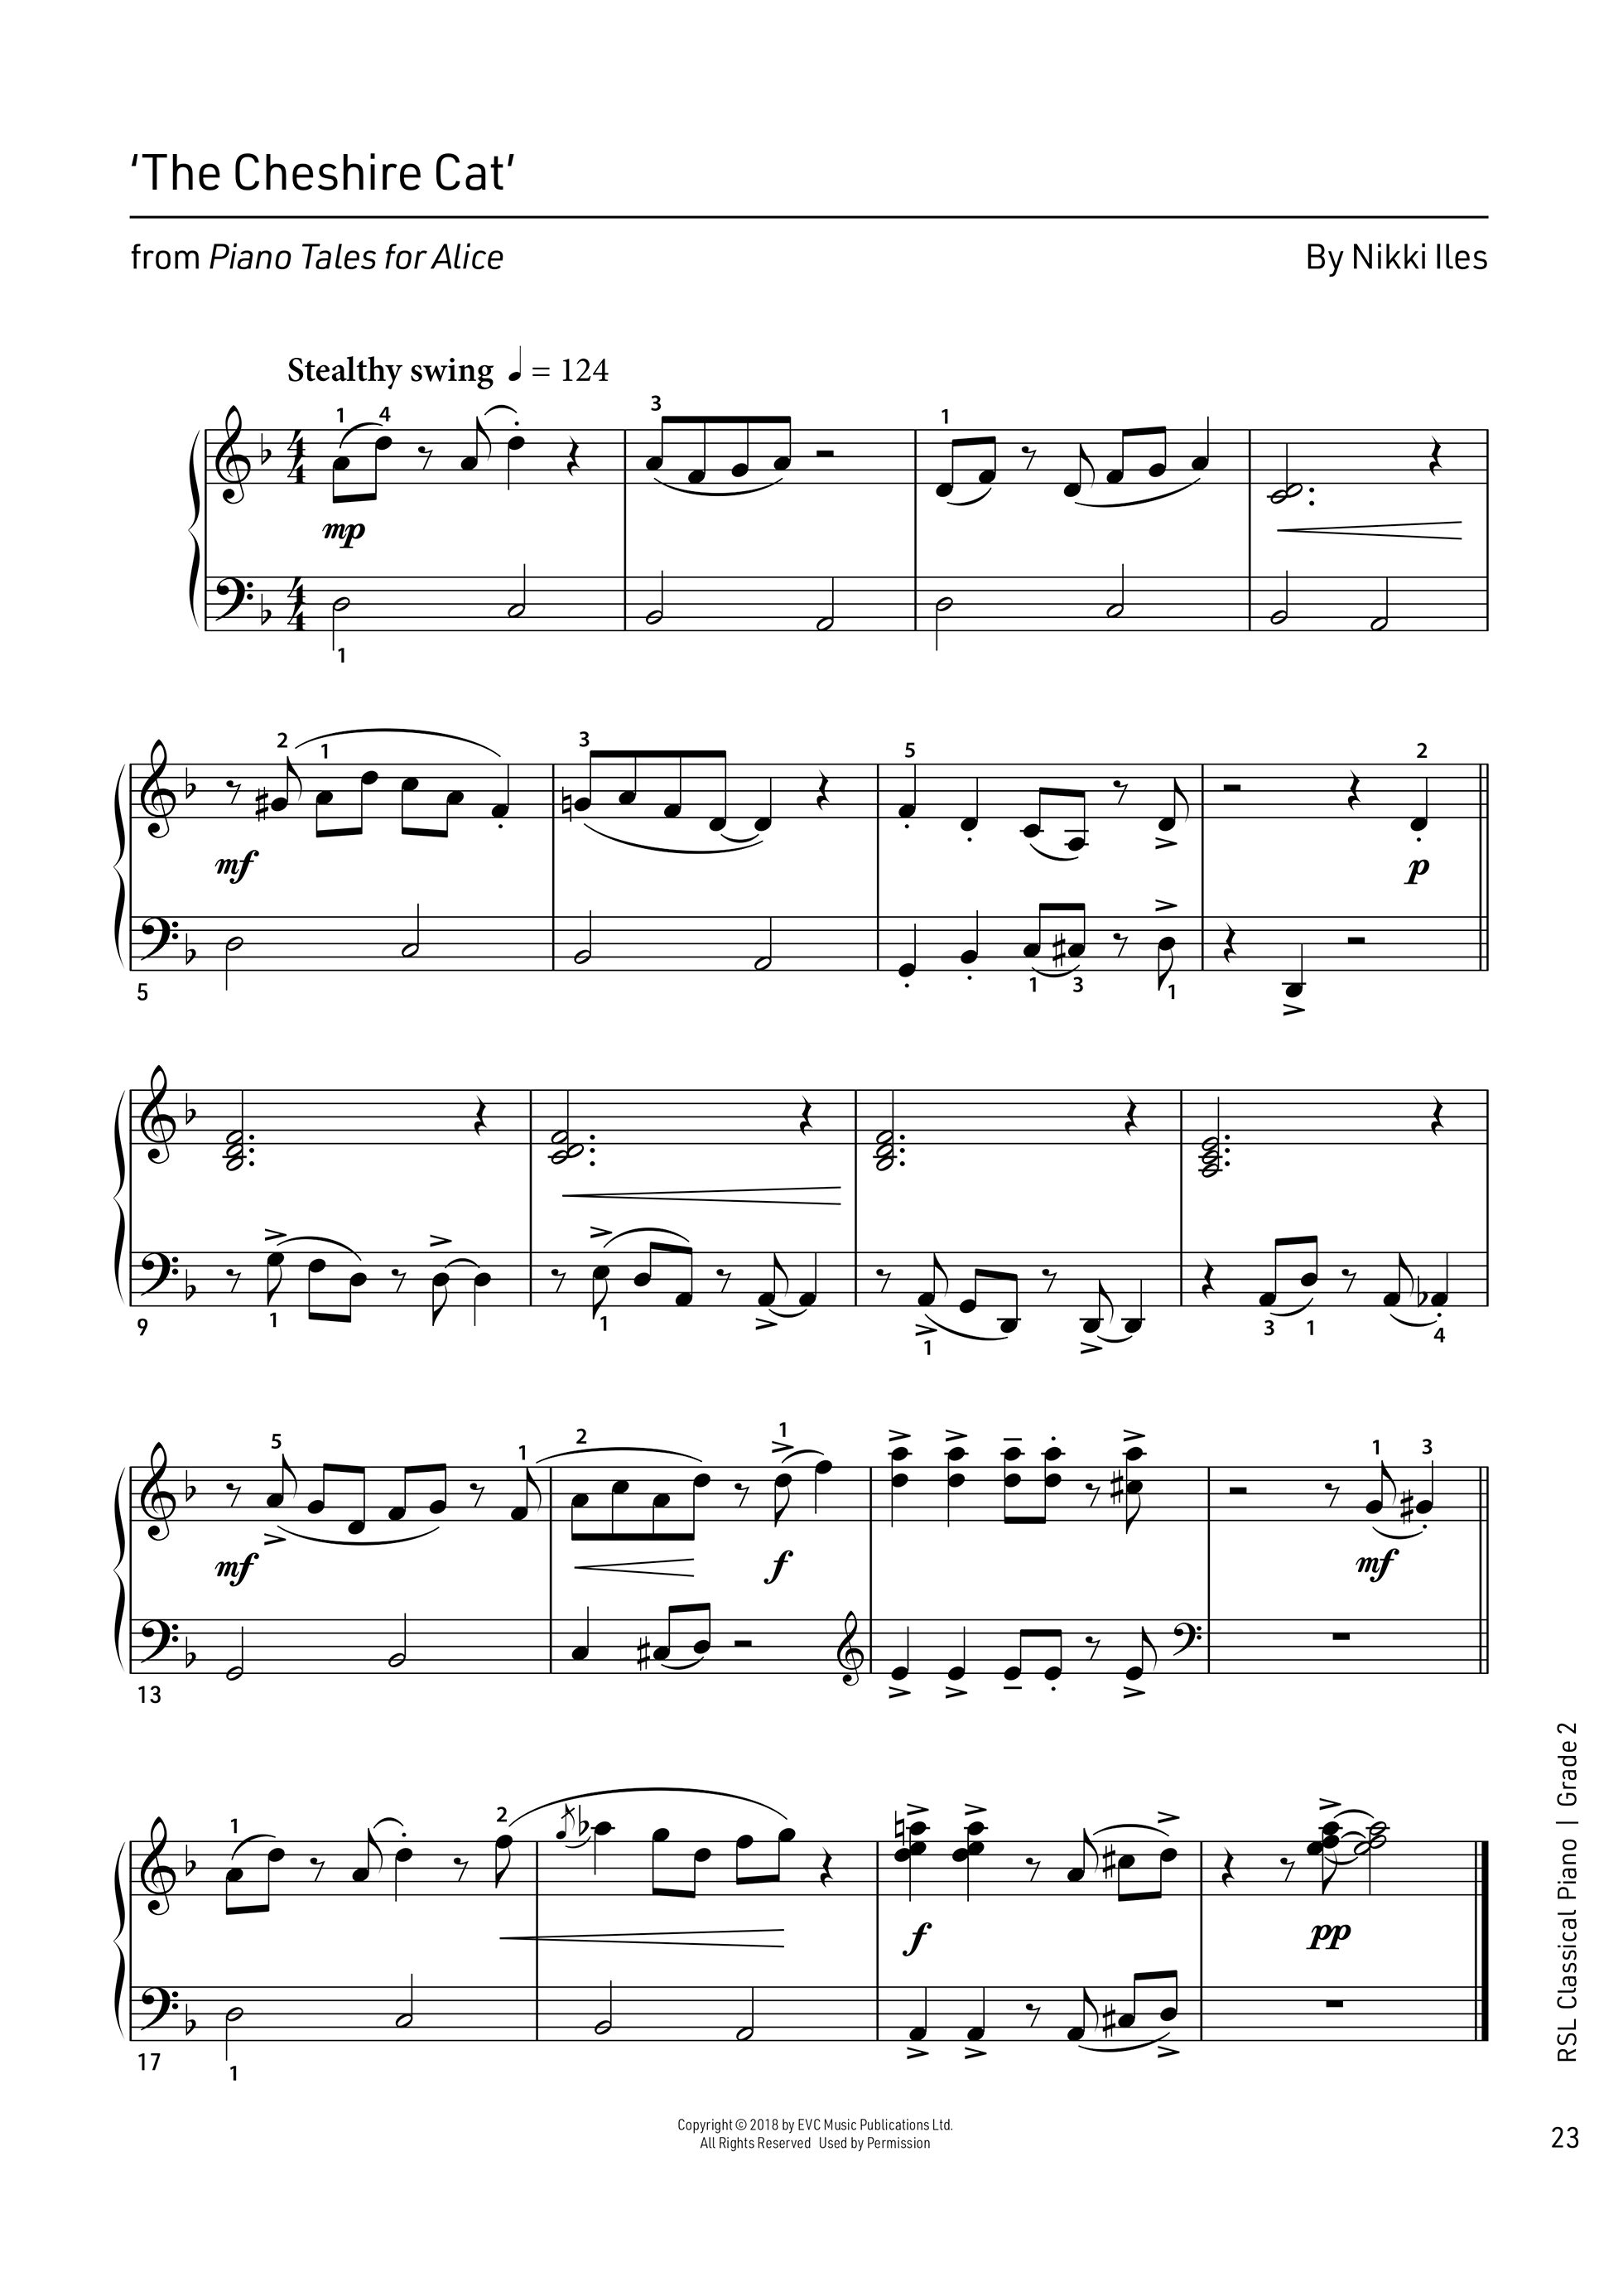 ‘The Cheshire Cat’
from Piano Tales for Alice
By Nikki Iles
Stealthy swing ♩ = 124
1 4 3 1
mp
1
2 1 3 5 2
mf p
1 3 1
5
9
1 1 1 3 1 4
5 1 2 1 1 3
mf f mf
13
1 2
f pp
17
1
Copyright © 2018 by EVC Music Publications Ltd.
All Rights Reserved Used by Permission
RSL Classical Piano | Grade 2
23